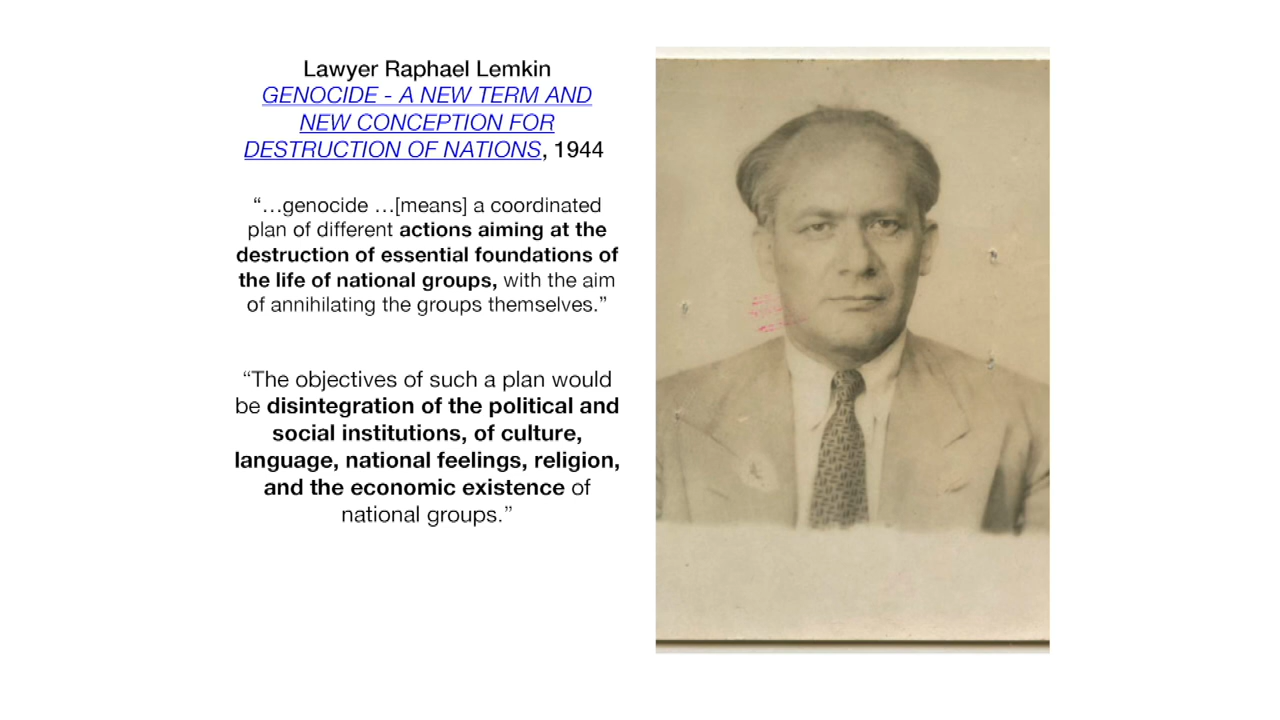 Lawyer Raphael Lemkin
GENOCIDE - A NEW TERM AND
NEW CONCEPTION FOR
DESTRUCTION OF NATIONS, 1944
“…genocide …[means] a coordinated
plan of different actions aiming at the
destruction of essential foundations of
the life of national groups, with the aim
of annihilating the groups themselves.”
“The objectives of such a plan would
be disintegration of the political and
social institutions, of culture,
language, national feelings, religion,
and the economic existence of
national groups.”